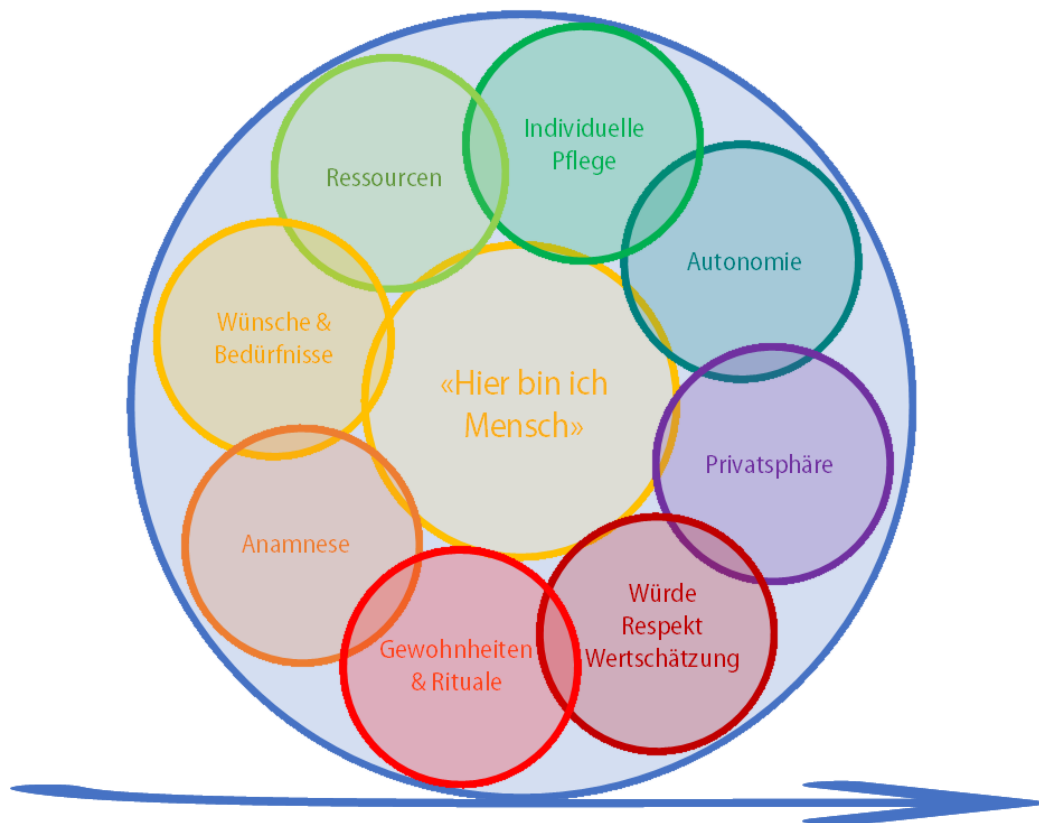 Individuelle
Pflege
Ressourcen
Autonomie
Wünsche &
Bedürfnisse
«Hier bin ich
Mensch»
Privatsphäre
Anamnese
Würde
Respekt
Wertschätzung
Gewohnheiten
& Rituale